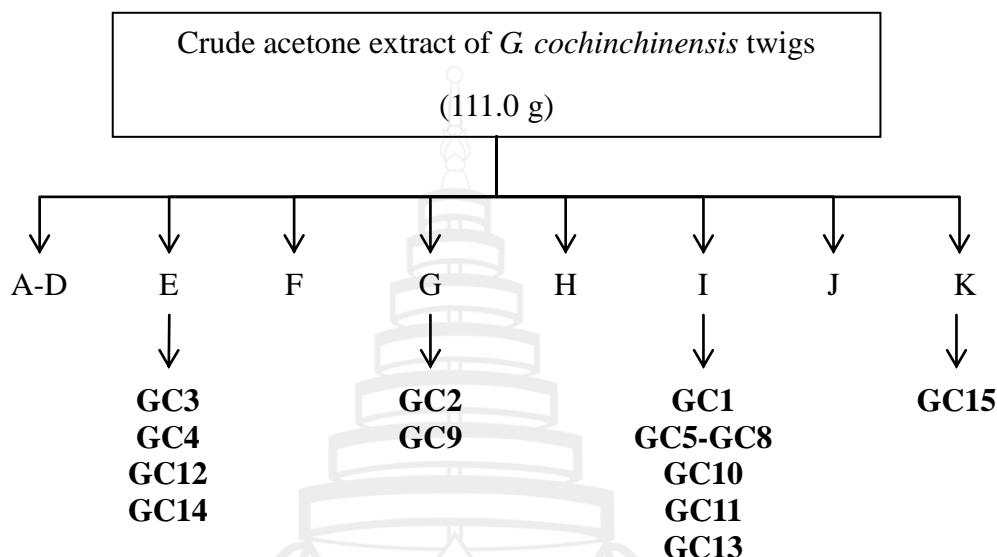 Crude acetone extract of G. cochinchinensis twigs
(111.0 g)
A-D E F G H I J K
GC3 GC2 GC1 GC15
GC4 GC9 GC5-GC8
GC12 GC10
GC14 GC11
GC13